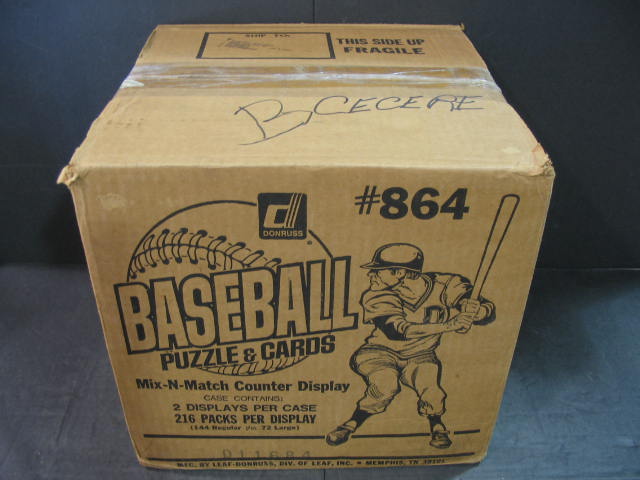 SHIP TO:
THIS SIDE UP
FRAGILE
B. CECERE
#864
d
DONRUSS
BASEBALL
PUZZLE & CARDS
Mix-N-Match Counter Display
CASE CONTAINS:
2 DISPLAYS PER CASE
216 PACKS PER DISPLAY
(144 Regular 72 Large)
D11684
MFG. BY LEAF-DONRUSS, DIV. OF LEAF, INC. • MEMPHIS, TN 38101